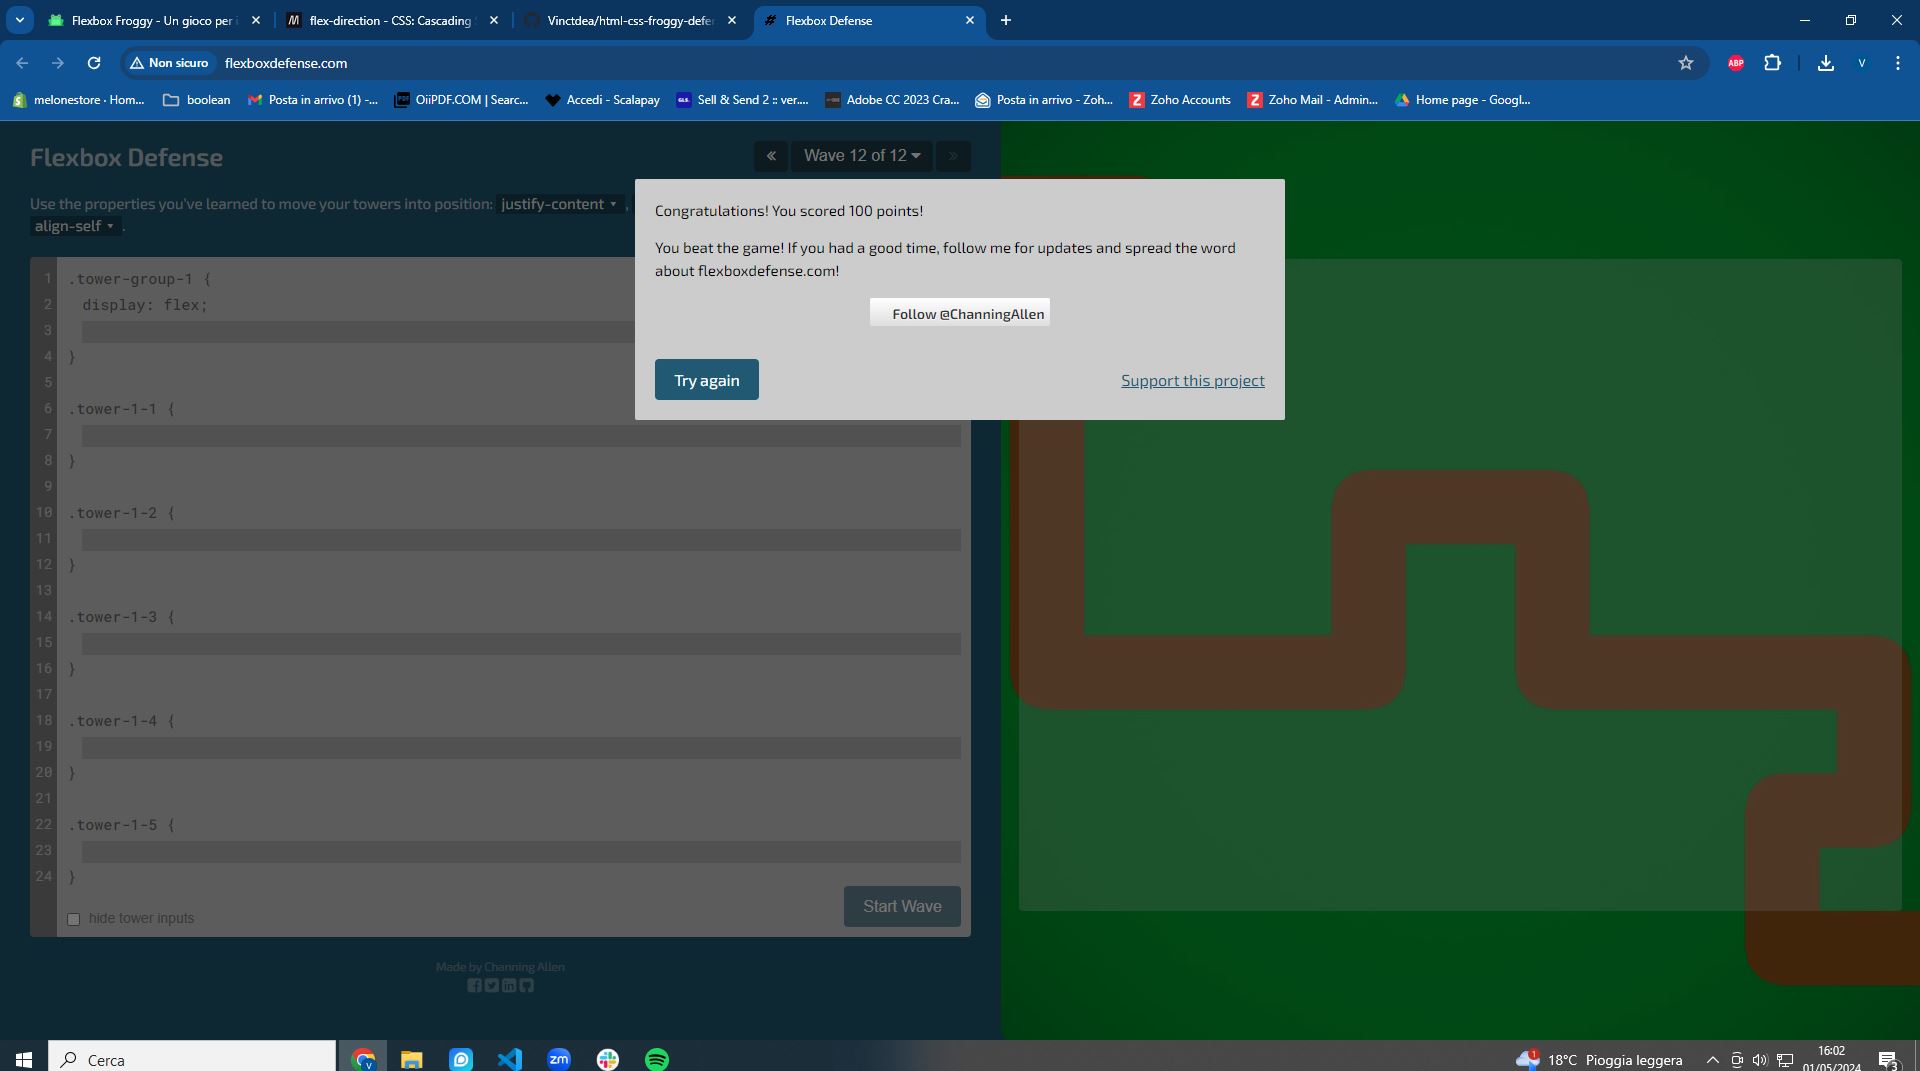 Flexbox Froggy - Un gioco per i
flex-direction - CSS: Cascading S
Vinctdea/html-css-froggy-defen
Flexbox Defense
Non sicuro
flexboxdefense.com
ABP
V
melonestore · Hom...
boolean
Posta in arrivo (1) -...
OiiPDF.COM | Searc...
Accedi - Scalapay
GLS.
Sell & Send 2 :: ver....
Adobe CC 2023 Cra...
Posta in arrivo - Zoh...
Zoho Accounts
Zoho Mail - Admin...
Home page - Googl...
Flexbox Defense
« Wave 12 of 12 »
Use the properties you've learned to move your towers into position: justify-content ,
align-self .
Congratulations! You scored 100 points!
You beat the game! If you had a good time, follow me for updates and spread the word
about flexboxdefense.com!
Follow @ChanningAllen
Try again
Support this project
1 .tower-group-1 {
2 display: flex;
3
4 }
5
6 .tower-1-1 {
7
8 }
9
10 .tower-1-2 {
11
12 }
13
14 .tower-1-3 {
15
16 }
17
18 .tower-1-4 {
19
20 }
21
22 .tower-1-5 {
23
24 }
hide tower inputs
Start Wave
Made by Channing Allen
Cerca
zm
1
18°C Pioggia leggera
16:02
01/05/2024
3